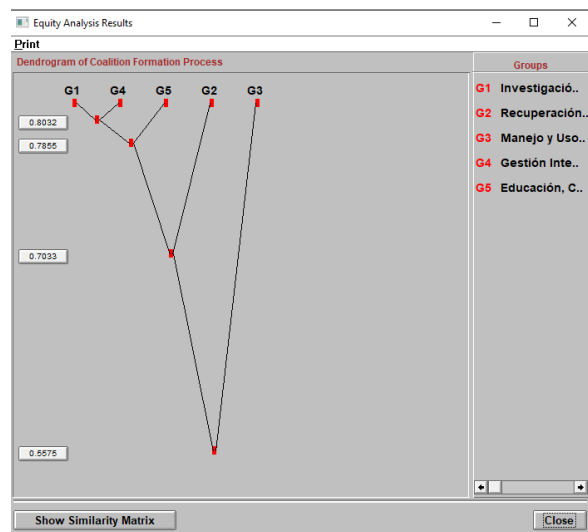 Equity Analysis Results
Print
Dendrogram of Coalition Formation Process
G1 G4 G5 G2 G3
0.8032
0.7855
0.7033
0.5575
Groups
G1 Investigació..
G2 Recuperación..
G3 Manejo y Uso..
G4 Gestión Inte..
G5 Educación, C..
Show Similarity Matrix
Close